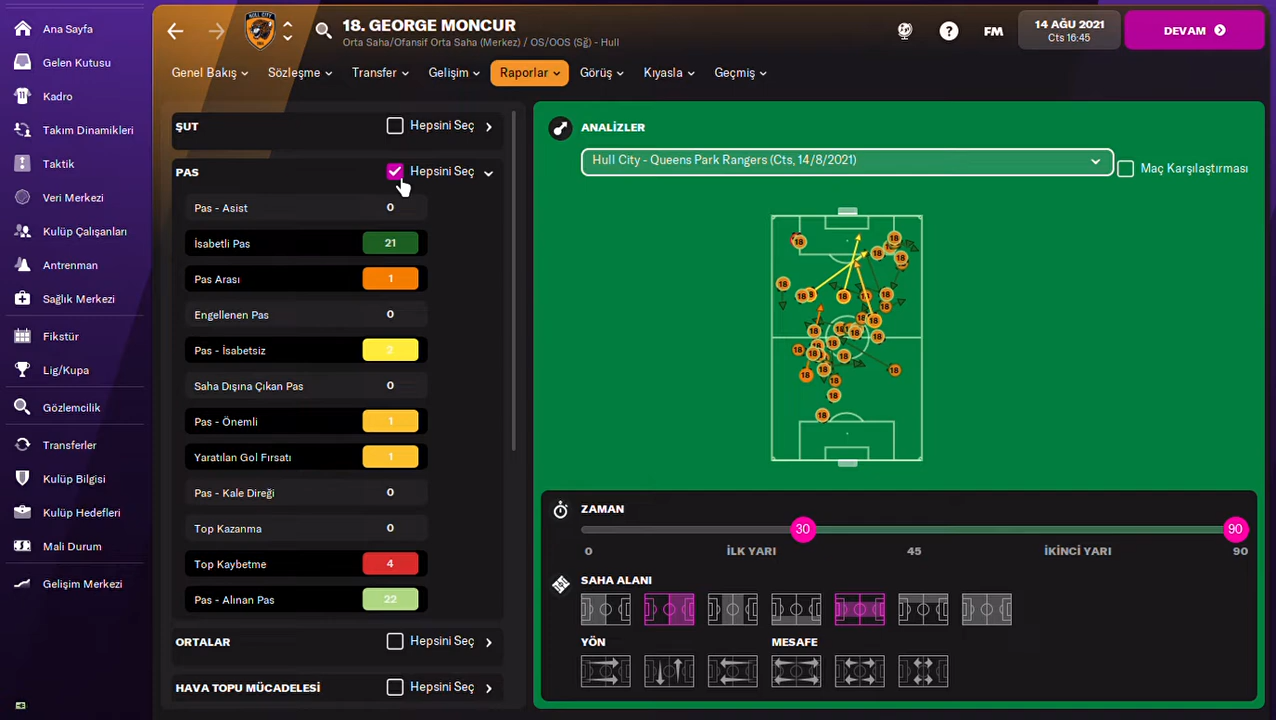 Ana Sayfa
Gelen Kutusu
Kadro
Takım Dinamikleri
Taktik
Veri Merkezi
Kulüp Çalışanları
Antrenman
Sağlık Merkezi
Fikstür
Lig/Kupa
Gözlemcilik
Transferler
Kulüp Bilgisi
Kulüp Hedefleri
Mali Durum
Gelişim Merkezi
HULL CITY
18. GEORGE MONCUR
Orta Saha/Ofansif Orta Saha (Merkez) / OS/OOS (Sğ) - Hull
FM
14 AĞU 2021
Cts 16:45
DEVAM
Genel Bakış
Sözleşme
Transfer
Gelişim
Raporlar
Görüş
Kıyasla
Geçmiş
ŞUT Hepsini Seç
PAS Hepsini Seç
Pas - Asist 0
İsabetli Pas 21
Pas Arası 1
Engellenen Pas 0
Pas - İsabetsiz 2
Saha Dışına Çıkan Pas 0
Pas - Önemli 1
Yaratılan Gol Fırsatı 1
Pas - Kale Direği 0
Top Kazanma 0
Top Kaybetme 4
Pas - Alınan Pas 22
ORTALAR Hepsini Seç
HAVA TOPU MÜCADELESİ Hepsini Seç
ANALİZLER
Hull City - Queens Park Rangers (Cts, 14/8/2021)
Maç Karşılaştırması
ZAMAN
30 90
0 İLK YARI 45 İKİNCİ YARI 90
SAHA ALANI
YÖN MESAFE